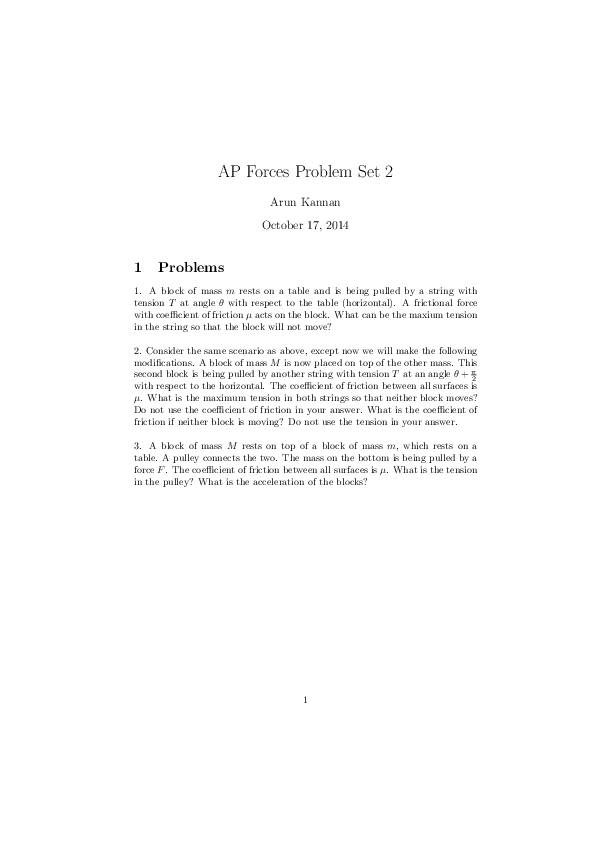 AP Forces Problem Set 2
Arun Kannan
October 17, 2014
1 Problems
1. A block of mass m rests on a table and is being pulled by a string with
tension T at angle θ with respect to the table (horizontal). A frictional force
with coefficient of friction μ acts on the block. What can be the maxium tension
in the string so that the block will not move?
2. Consider the same scenario as above, except now we will make the following
modifications. A block of mass M is now placed on top of the other mass. This
second block is being pulled by another string with tension T at an angle θ + π/2
with respect to the horizontal. The coefficient of friction between all surfaces is
μ. What is the maximum tension in both strings so that neither block moves?
Do not use the coefficient of friction in your answer. What is the coefficient of
friction if neither block is moving? Do not use the tension in your answer.
3. A block of mass M rests on top of a block of mass m, which rests on a
table. A pulley connects the two. The mass on the bottom is being pulled by a
force F. The coefficient of friction between all surfaces is μ. What is the tension
in the pulley? What is the acceleration of the blocks?
1